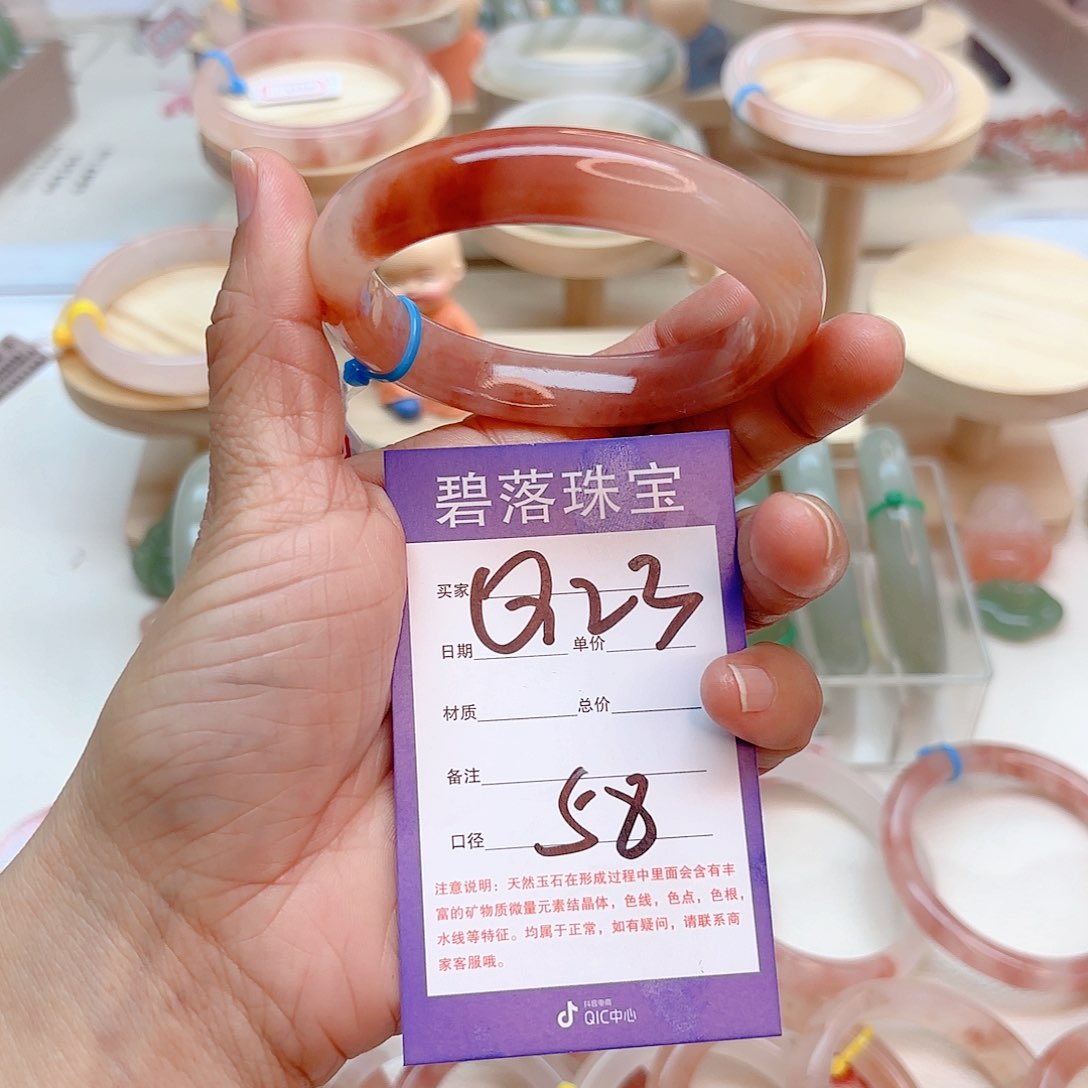 碧落珠宝
买家 Q23
日期 单价
材质 总价
备注
口径 58
注意说明：天然玉石在形成过程中里面会含有丰
富的矿物质微量元素结晶体，色线，色点，色根，
水线等特征。均属于正常，如有疑问，请联系商
家客服哦。
抖音电商
QIC中心